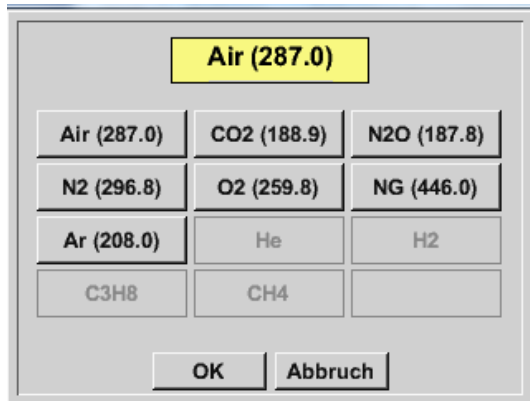 Air (287.0)
Air (287.0) CO2 (188.9) N2O (187.8)
N2 (296.8) O2 (259.8) NG (446.0)
Ar (208.0) He H2
C3H8 CH4
OK Abbruch